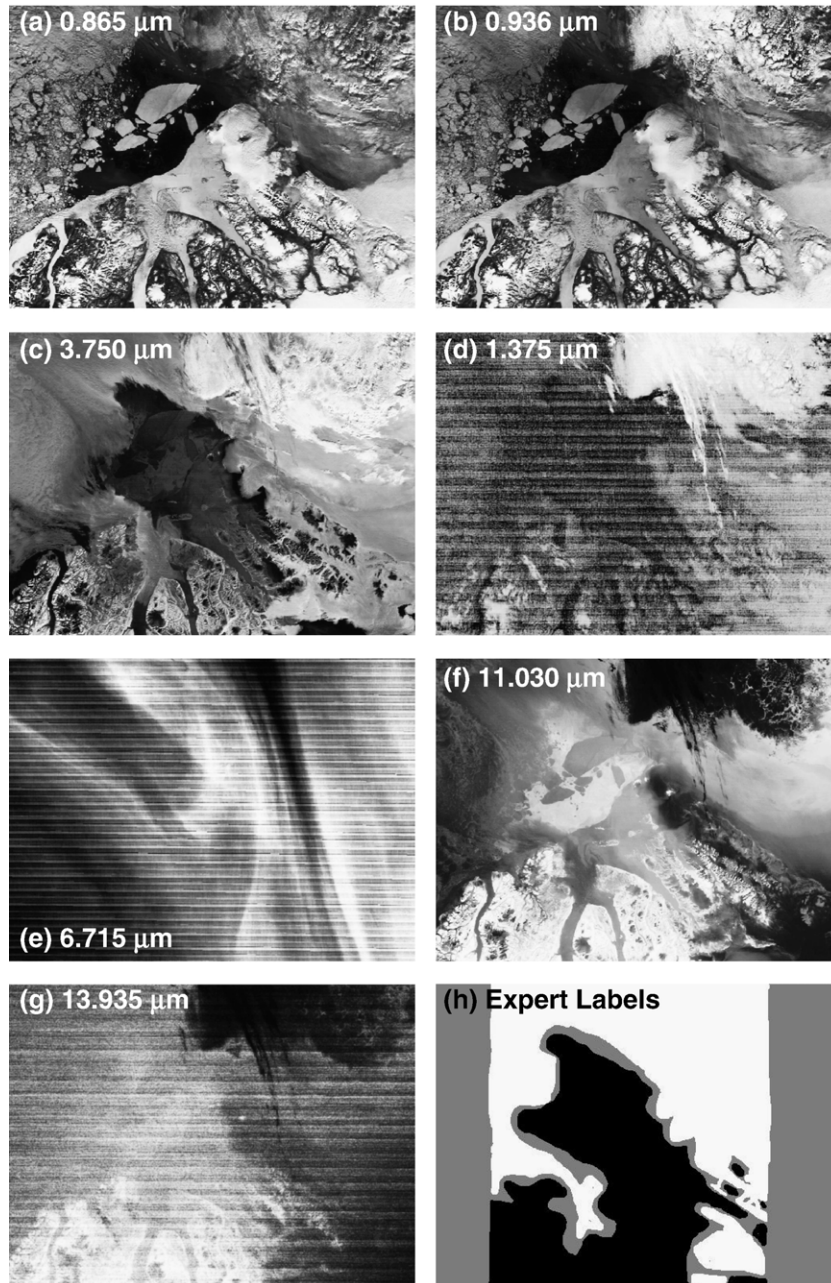 (a) 0.865 μm
(b) 0.936 μm
(c) 3.750 μm
(d) 1.375 μm
(e) 6.715 μm
(f) 11.030 μm
(g) 13.935 μm
(h) Expert Labels